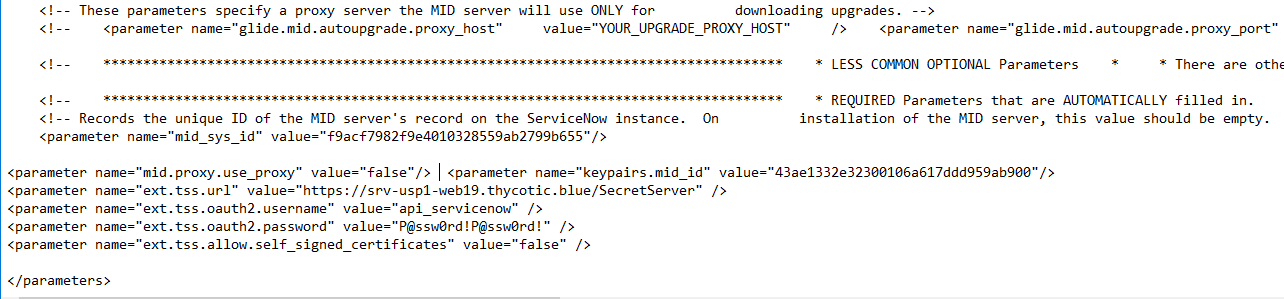 <!-- These parameters specify a proxy server the MID server will use ONLY for          downloading upgrades. -->
<!--    <parameter name="glide.mid.autoupgrade.proxy_host"     value="YOUR_UPGRADE_PROXY_HOST"     />    <parameter name="glide.mid.autoupgrade.proxy_port"
<!--    *************************************************************************************    * LESS COMMON OPTIONAL Parameters    *     * There are othe
<!--    *************************************************************************************    * REQUIRED Parameters that are AUTOMATICALLY filled in.
<!-- Records the unique ID of the MID server's record on the ServiceNow instance.  On          installation of the MID server, this value should be empty.
<parameter name="mid_sys_id" value="f9acf7982f9e4010328559ab2799b655"/>
<parameter name="mid.proxy.use_proxy" value="false"/>  <parameter name="keypairs.mid_id" value="43ae1332e32300106a617ddd959ab900"/>
<parameter name="ext.tss.url" value="https://srv-usp1-web19.thycotic.blue/SecretServer" />
<parameter name="ext.tss.oauth2.username" value="api_servicenow" />
<parameter name="ext.tss.oauth2.password" value="P@ssw0rd!P@ssw0rd!" />
<parameter name="ext.tss.allow.self_signed_certificates" value="false" />
</parameters>